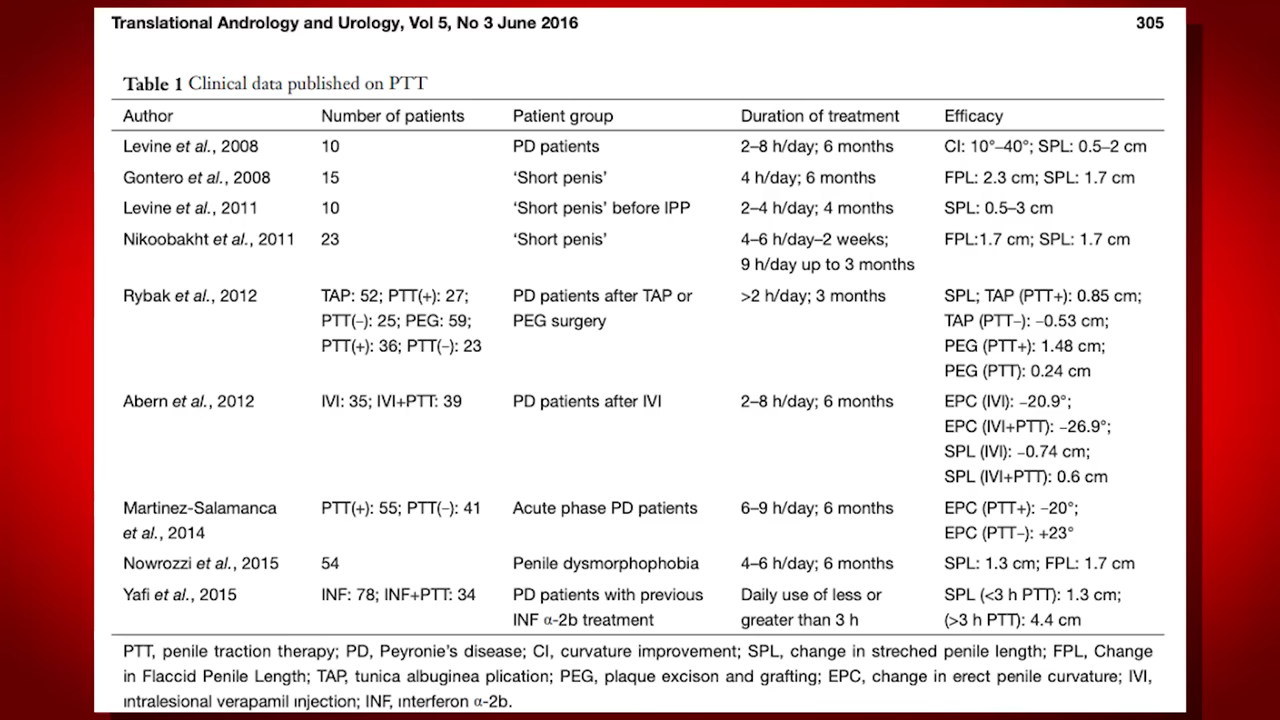 Translational Andrology and Urology, Vol 5, No 3 June 2016 305
Table 1 Clinical data published on PTT
Author Number of patients Patient group Duration of treatment Efficacy
Levine et al., 2008 10 PD patients 2–8 h/day; 6 months CI: 10°–40°; SPL: 0.5–2 cm
Gontero et al., 2008 15 ‘Short penis’ 4 h/day; 6 months FPL: 2.3 cm; SPL: 1.7 cm
Levine et al., 2011 10 ‘Short penis’ before IPP 2–4 h/day; 4 months SPL: 0.5–3 cm
Nikoobakht et al., 2011 23 ‘Short penis’ 4–6 h/day–2 weeks; FPL:1.7 cm; SPL: 1.7 cm
9 h/day up to 3 months
Rybak et al., 2012 TAP: 52; PTT(+): 27; PD patients after TAP or >2 h/day; 3 months SPL; TAP (PTT+): 0.85 cm;
PTT(–): 25; PEG: 59; PEG surgery TAP (PTT–): –0.53 cm;
PTT(+): 36; PTT(–): 23 PEG (PTT+): 1.48 cm;
PEG (PTT): 0.24 cm
Abern et al., 2012 IVI: 35; IVI+PTT: 39 PD patients after IVI 2–8 h/day; 6 months EPC (IVI): –20.9°;
EPC (IVI+PTT): –26.9°;
SPL (IVI): –0.74 cm;
SPL (IVI+PTT): 0.6 cm
Martinez-Salamanca PTT(+): 55; PTT(–): 41 Acute phase PD patients 6–9 h/day; 6 months EPC (PTT+): –20°;
et al., 2014 EPC (PTT–): +23°
Nowrozzi et al., 2015 54 Penile dysmorphophobia 4–6 h/day; 6 months SPL: 1.3 cm; FPL: 1.7 cm
Yafi et al., 2015 INF: 78; INF+PTT: 34 PD patients with previous Daily use of less or SPL (<3 h PTT): 1.3 cm;
INF α-2b treatment greater than 3 h (>3 h PTT): 4.4 cm
PTT, penile traction therapy; PD, Peyronie’s disease; CI, curvature improvement; SPL, change in streched penile length; FPL, Change
in Flaccid Penile Length; TAP, tunica albuginea plication; PEG, plaque excison and grafting; EPC, change in erect penile curvature; IVI,
intralesional verapamil injection; INF, interferon α-2b.